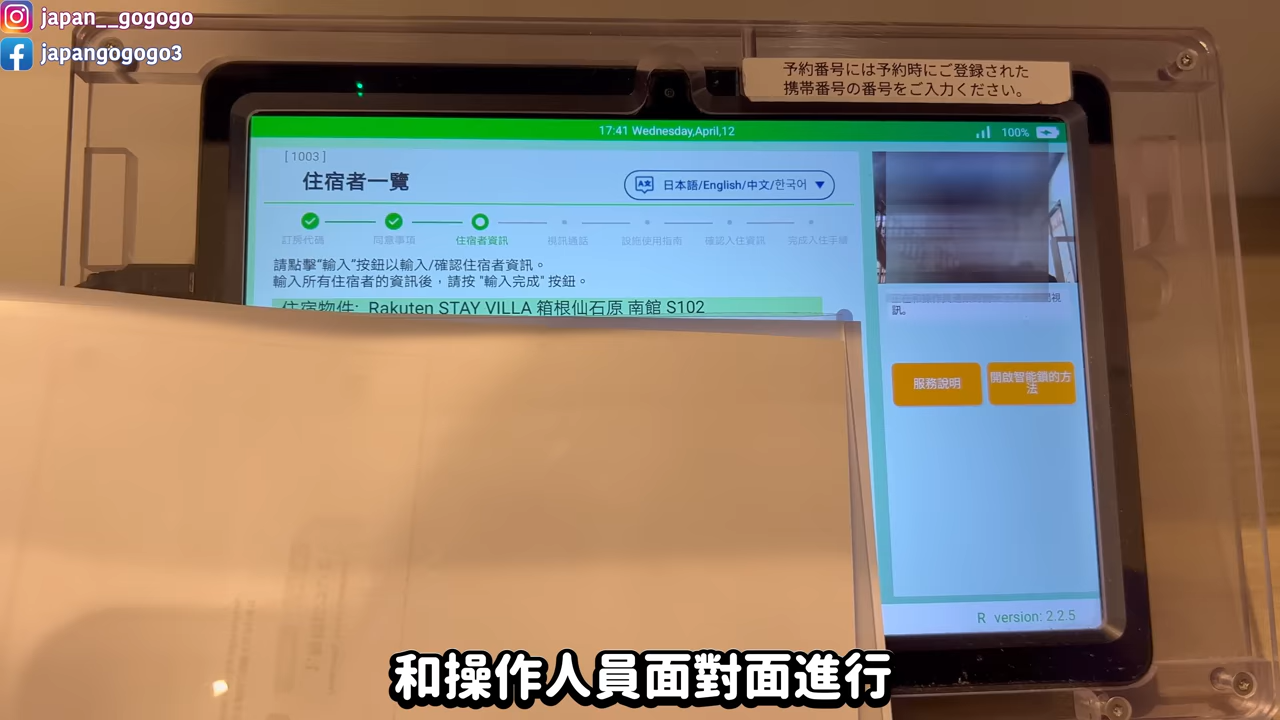 japan__gogogo
japangogogo3
予約番号には予約時にご登録された
携帯番号の番号をご入力ください。
17:41 Wednesday,April,12
100%
[ 1003 ]
住宿者一覽
日本語/English/中文/한국어
訂房代碼
同意事項
住宿者資訊
視訊通話
設施使用指南
確認入住資訊
完成入住手續
請點擊"輸入"按鈕以輸入/確認住宿者資訊。
輸入所有住宿者的資訊後，請按 "輸入完成" 按鈕。
住宿物件: Rakuten STAY VILLA 箱根仙石原 南館 S102
訊。
服務說明
開啟智能鎖的方
法
R version: 2.2.5
和操作人員面對面進行